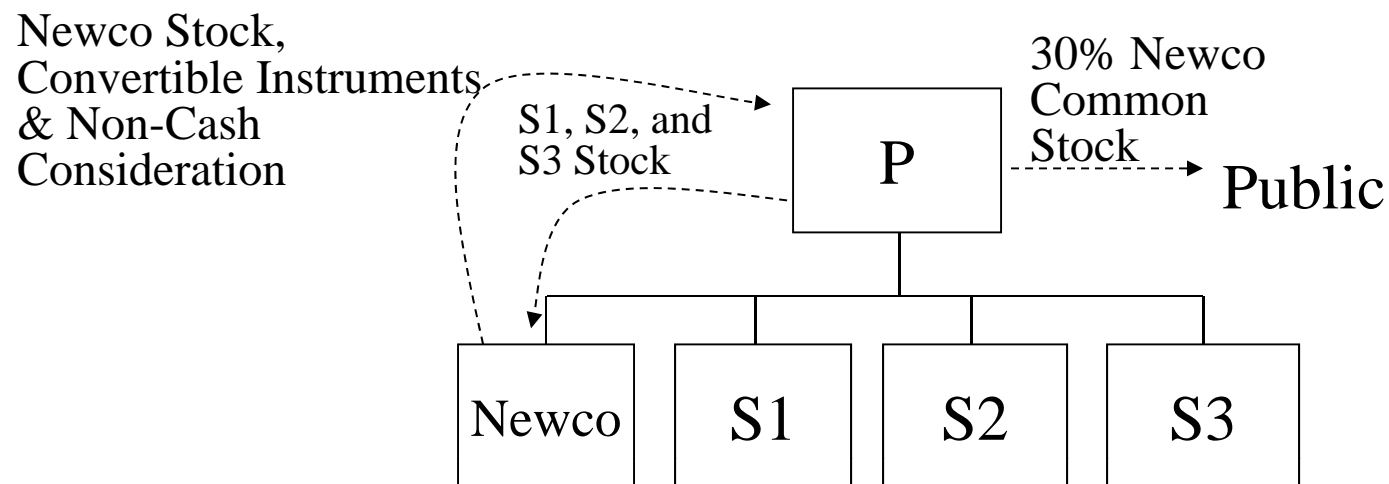 Newco Stock,
Convertible Instruments
& Non-Cash
Consideration
S1, S2, and
S3 Stock
P
30% Newco
Common
Stock
Public
Newco
S1
S2
S3